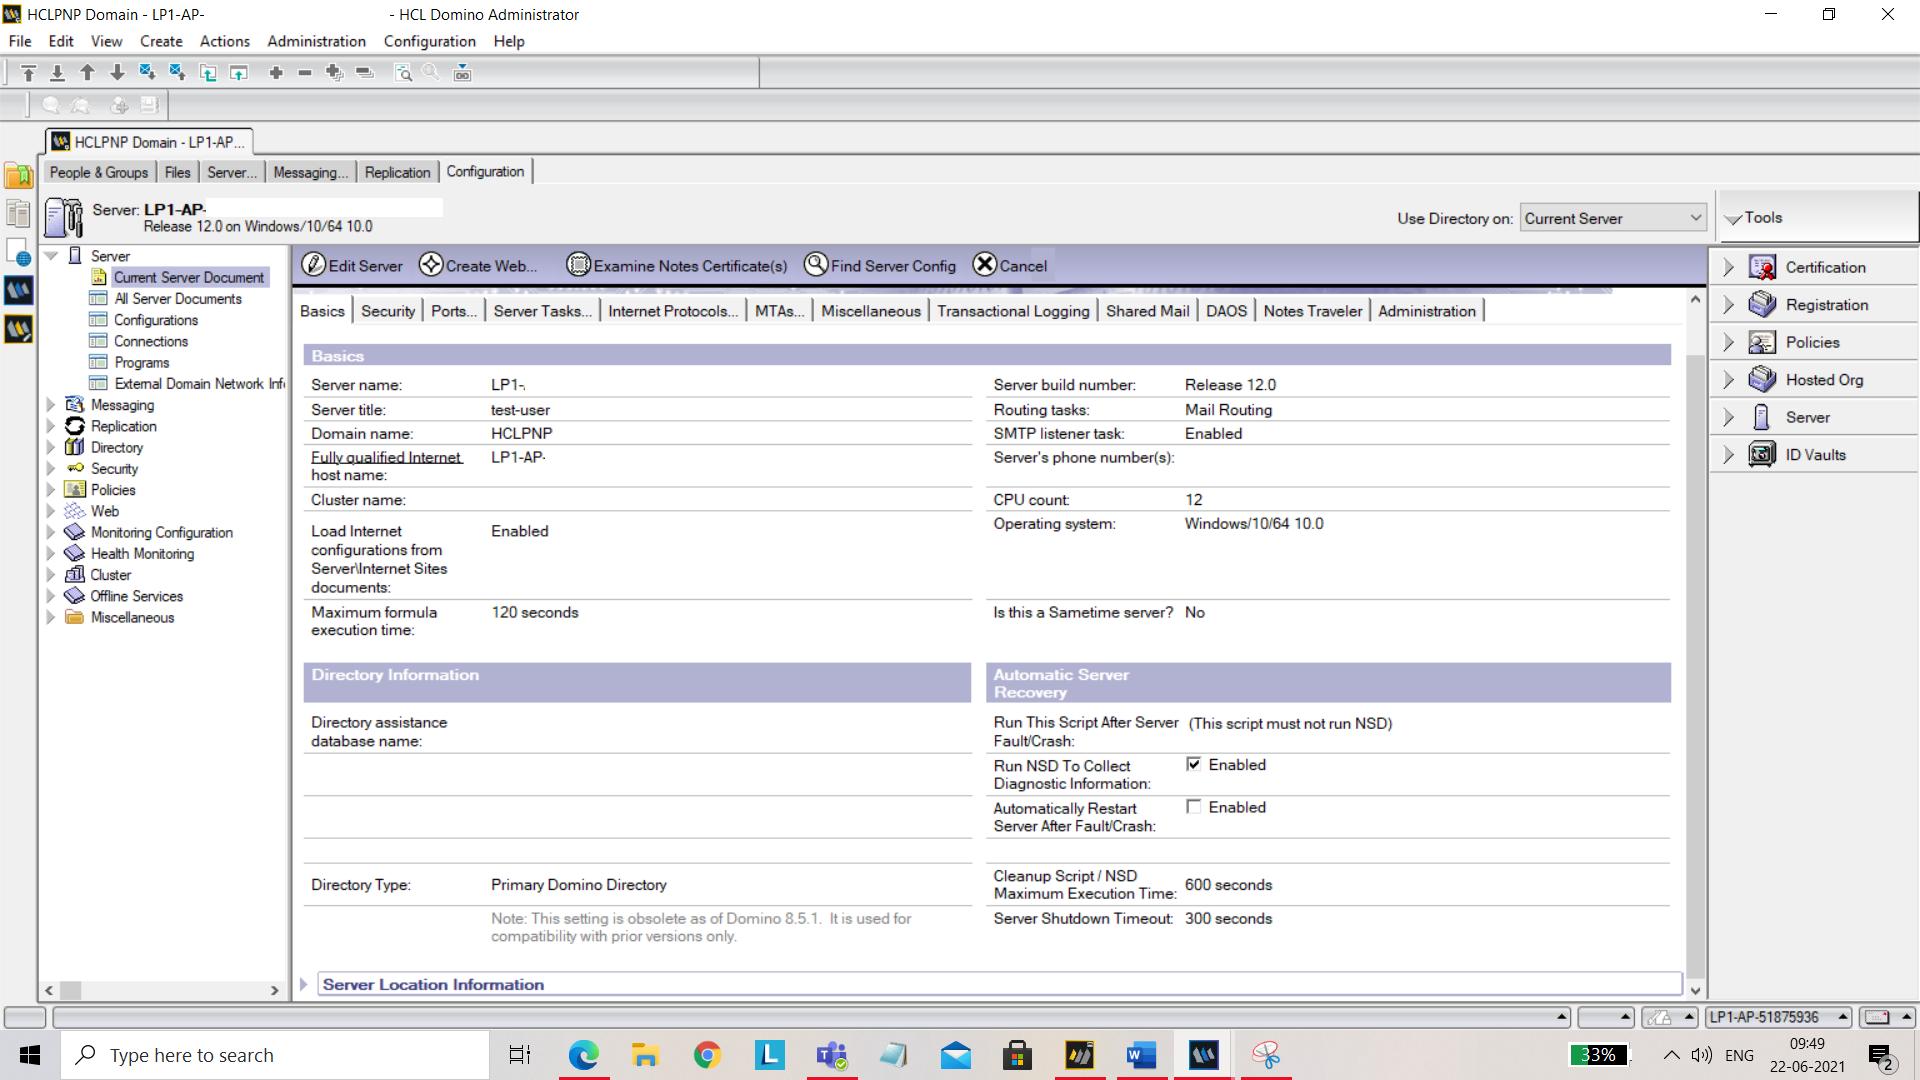 HCLPNP Domain - LP1-AP- - HCL Domino Administrator
File Edit View Create Actions Administration Configuration Help
HCLPNP Domain - LP1-AP...
People & Groups Files Server... Messaging... Replication Configuration
Server: LP1-AP-
Release 12.0 on Windows/10/64 10.0
Use Directory on: Current Server
Tools
Server
Current Server Document
All Server Documents
Configurations
Connections
Programs
External Domain Network Inf
Messaging
Replication
Directory
Security
Policies
Web
Monitoring Configuration
Health Monitoring
Cluster
Offline Services
Miscellaneous
Edit Server Create Web... Examine Notes Certificate(s) Find Server Config Cancel
Basics Security Ports... Server Tasks... Internet Protocols... MTAs... Miscellaneous Transactional Logging Shared Mail DAOS Notes Traveler Administration
Basics
Server name: LP1-
Server title: test-user
Domain name: HCLPNP
Fully qualified Internet host name: LP1-AP-
Cluster name:
Load Internet
configurations from
Server\Internet Sites
documents:
Enabled
Maximum formula
execution time:
120 seconds
Server build number: Release 12.0
Routing tasks: Mail Routing
SMTP listener task: Enabled
Server's phone number(s):
CPU count: 12
Operating system: Windows/10/64 10.0
Is this a Sametime server? No
Directory Information
Directory assistance
database name:
Directory Type: Primary Domino Directory
Note: This setting is obsolete as of Domino 8.5.1. It is used for
compatibility with prior versions only.
Automatic Server
Recovery
Run This Script After Server
Fault/Crash:
(This script must not run NSD)
Run NSD To Collect
Diagnostic Information:
Enabled
Automatically Restart
Server After Fault/Crash:
Enabled
Cleanup Script / NSD
Maximum Execution Time:
600 seconds
Server Shutdown Timeout: 300 seconds
Server Location Information
Certification
Registration
Policies
Hosted Org
Server
ID Vaults
LP1-AP-51875936
Type here to search
33%
ENG
09:49
22-06-2021
2